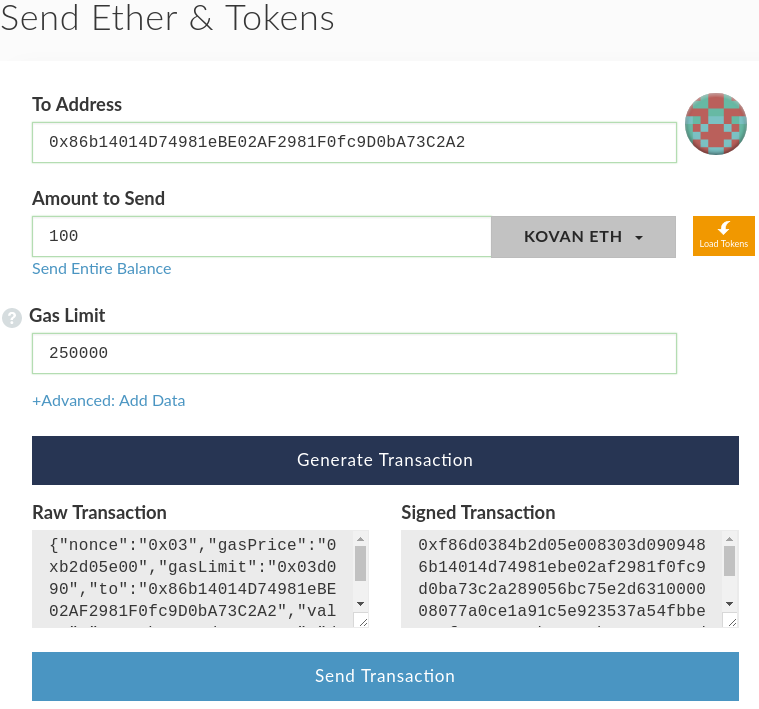 Send Ether & Tokens
To Address
0x86b14014D74981eBE02AF2981F0fc9D0bA73C2A2
Amount to Send
100
KOVAN ETH
Load Tokens
Send Entire Balance
?
Gas Limit
250000
+Advanced: Add Data
Generate Transaction
Raw Transaction
{"nonce":"0x03","gasPrice":"0
xb2d05e00","gasLimit":"0x03d0
90","to":"0x86b14014D74981eBE
02AF2981F0fc9D0bA73C2A2","val
Signed Transaction
0xf86d0384b2d05e008303d090948
6b14014d74981ebe02af2981f0fc9
d0ba73c2a289056bc75e2d6310000
08077a0ce1a91c5e923537a54fbbe
Send Transaction